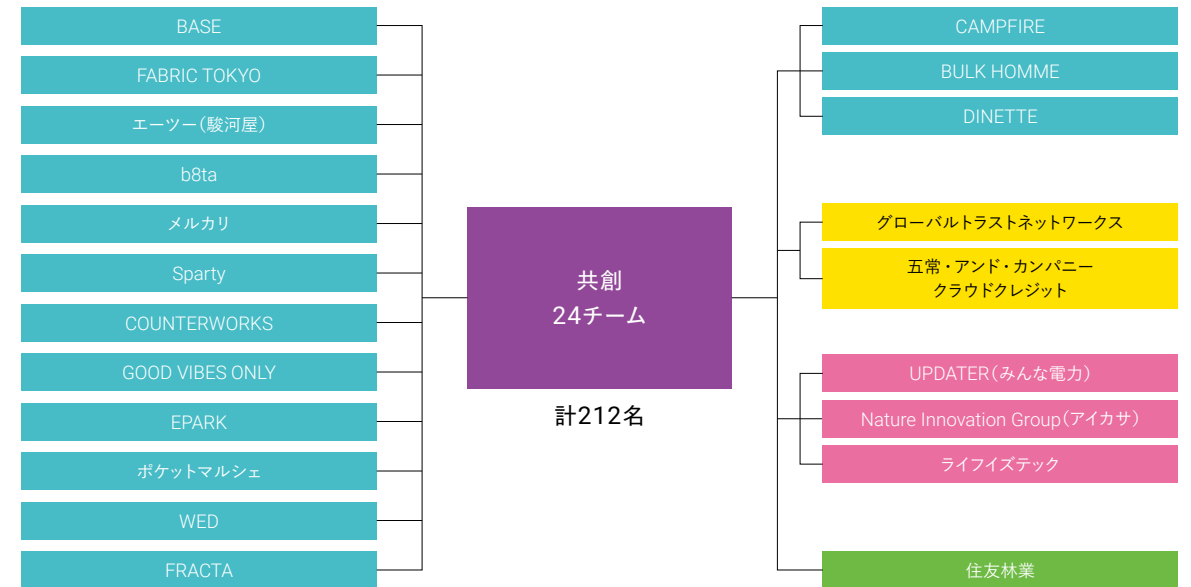 BASE
FABRIC TOKYO
エーツー(駿河屋)
b8ta
メルカリ
Sparty
COUNTERWORKS
GOOD VIBES ONLY
EPARK
ポケットマルシェ
WED
FRACTA
共創
24チーム
計212名
CAMPFIRE
BULK HOMME
DINETTE
グローバルトラストネットワークス
五常・アンド・カンパニー
クラウドクレジット
UPDATER(みんな電力)
Nature Innovation Group(アイカサ)
ライフイズテック
住友林業